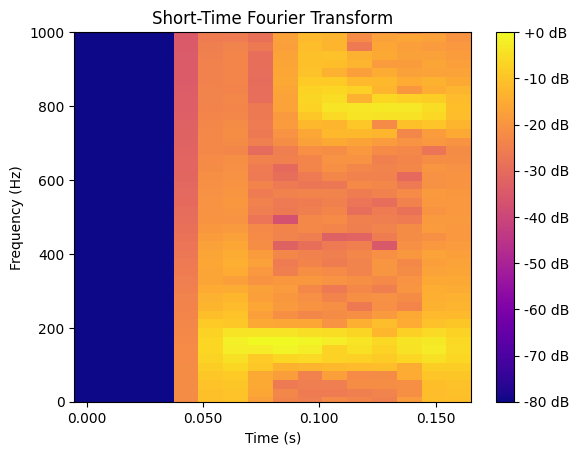 Short-Time Fourier Transform
1000
800
600
400
200
0
Frequency (Hz)
0.000
0.050
0.100
0.150
Time (s)
+0 dB
-10 dB
-20 dB
-30 dB
-40 dB
-50 dB
-60 dB
-70 dB
-80 dB